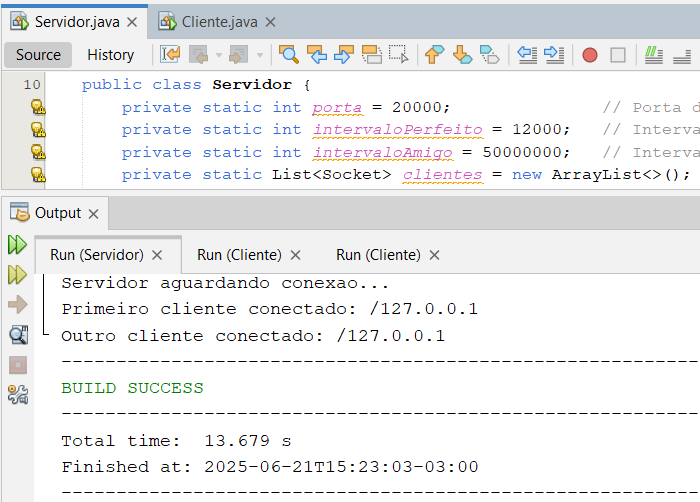 Servidor.java
Cliente.java
Source
History
10 public class Servidor {
private static int porta = 20000; // Porta d
private static int intervaloPerfeito = 12000; // Interva
private static int intervaloAmigo = 50000000; // Interva
private static List<Socket> clientes = new ArrayList<>();
Output
Run (Servidor)
Run (Cliente)
Run (Cliente)
Servidor aguardando conexao...
Primeiro cliente conectado: /127.0.0.1
Outro cliente conectado: /127.0.0.1
------------------------------------------------------------
BUILD SUCCESS
------------------------------------------------------------
Total time:  13.679 s
Finished at: 2025-06-21T15:23:03-03:00
------------------------------------------------------------